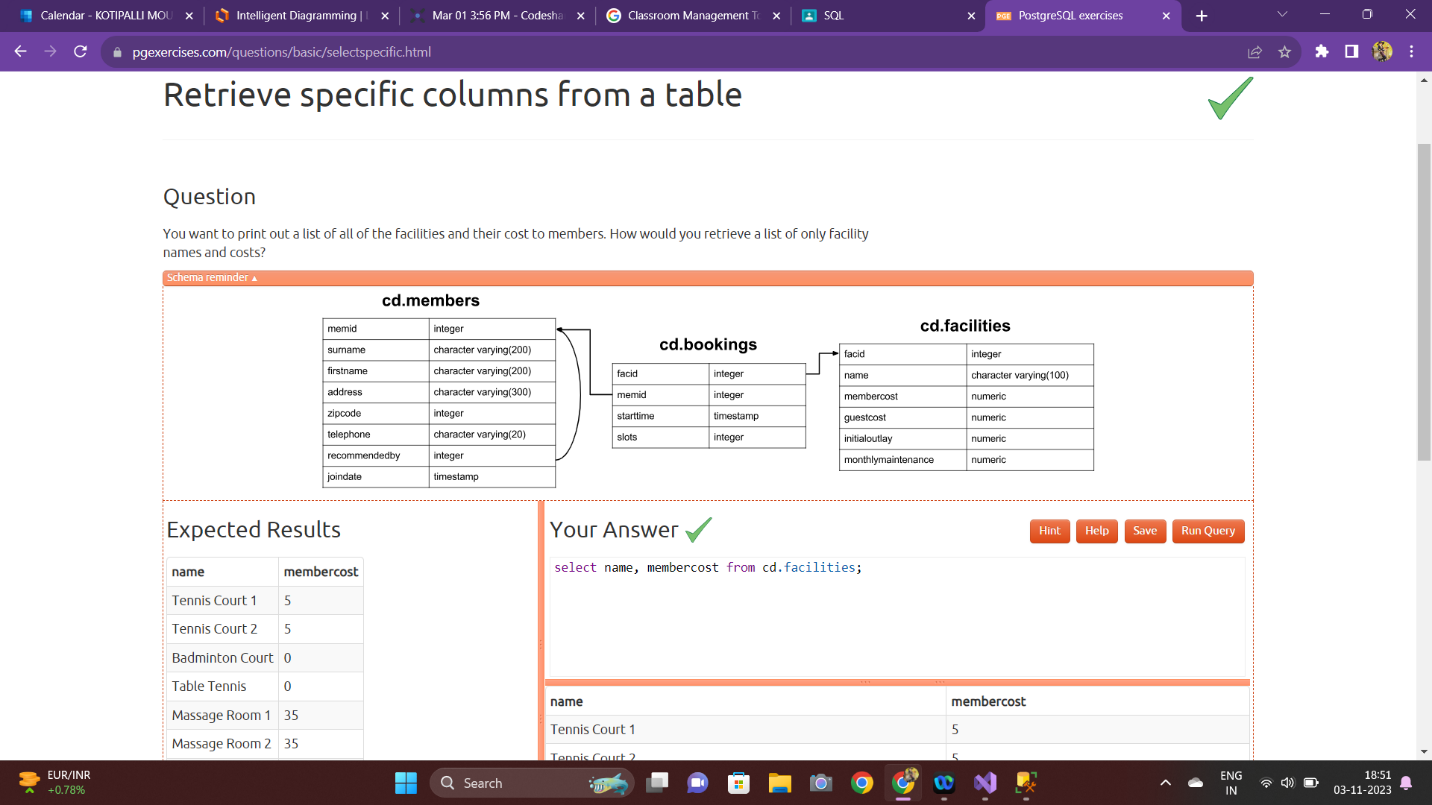 Calendar - KOTIPALLI MOU
Intelligent Diagramming |
Mar 01 3:56 PM - Codesha
Classroom Management To
SQL
PostgreSQL exercises
pgexercises.com/questions/basic/selectspecific.html
Retrieve specific columns from a table
Question
You want to print out a list of all of the facilities and their cost to members. How would you retrieve a list of only facility
names and costs?
Schema reminder ▲
cd.members
memid integer
surname character varying(200)
firstname character varying(200)
address character varying(300)
zipcode integer
telephone character varying(20)
recommendedby integer
joindate timestamp
cd.bookings
facid integer
memid integer
starttime timestamp
slots integer
cd.facilities
facid integer
name character varying(100)
membercost numeric
guestcost numeric
initialoutlay numeric
monthlymaintenance numeric
Expected Results
name membercost
Tennis Court 1 5
Tennis Court 2 5
Badminton Court 0
Table Tennis 0
Massage Room 1 35
Massage Room 2 35
Your Answer
Hint Help Save Run Query
select name, membercost from cd.facilities;
name membercost
Tennis Court 1 5
Tennis Court 2 5
EUR/INR
+0.78%
Search
ENG
IN
18:51
03-11-2023